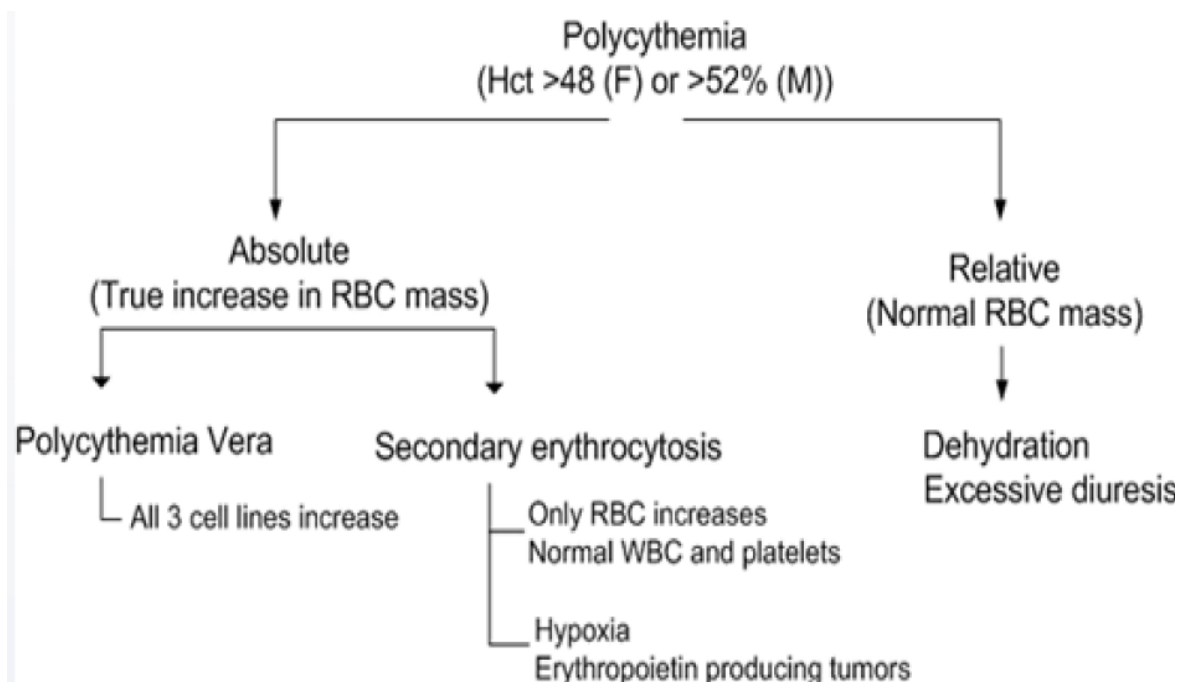 Polycythemia
(Hct >48 (F) or >52% (M))
Absolute
(True increase in RBC mass)
Relative
(Normal RBC mass)
Polycythemia Vera
All 3 cell lines increase
Secondary erythrocytosis
Only RBC increases
Normal WBC and platelets
Hypoxia
Erythropoietin producing tumors
Dehydration
Excessive diuresis